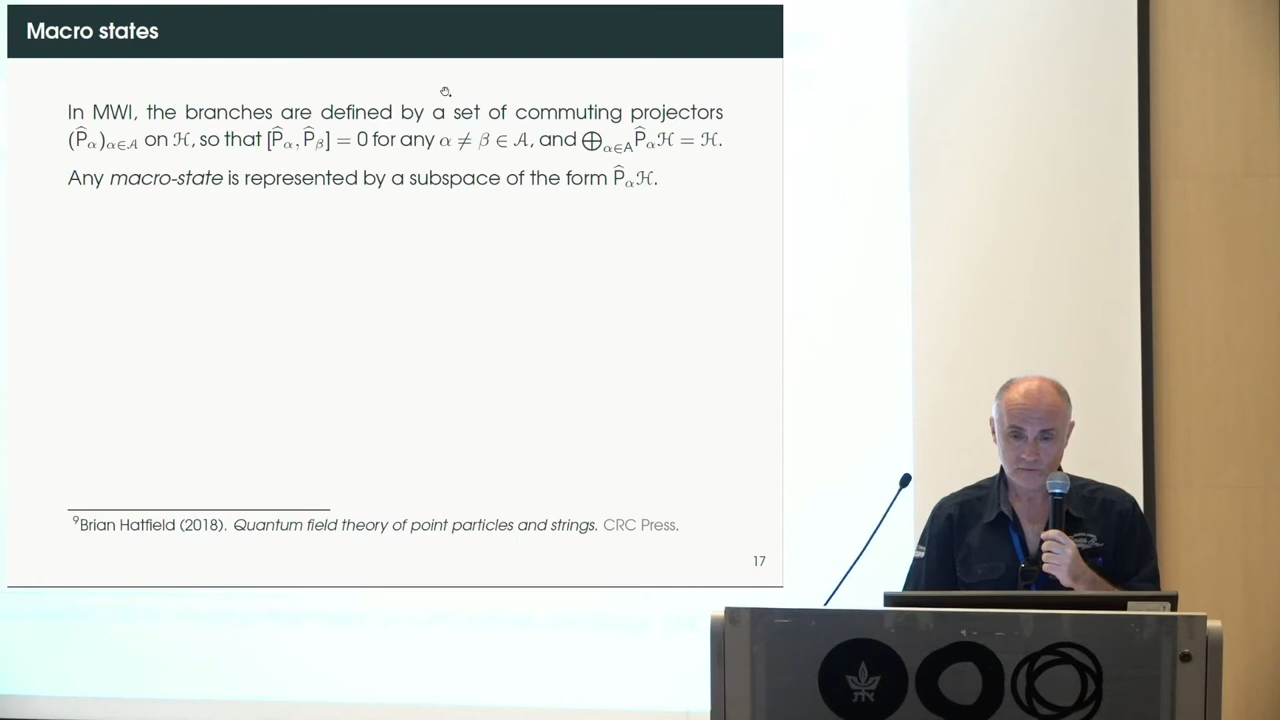 Macro states
In MWI, the branches are defined by a set of commuting projectors
(P̂α)α∈𝒜 on ℋ, so that [P̂α, P̂β] = 0 for any α ≠ β ∈ 𝒜, and ⊕α∈A P̂αℋ = ℋ.
Any macro-state is represented by a subspace of the form P̂αℋ.
⁹Brian Hatfield (2018). Quantum field theory of point particles and strings. CRC Press.
17